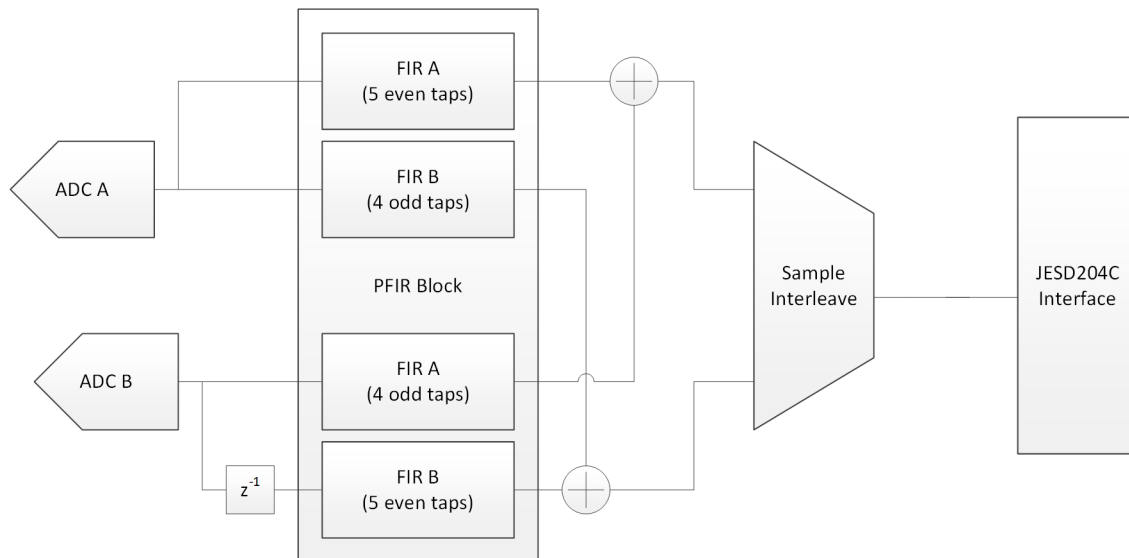 FIR A
(5 even taps)
ADC A
FIR B
(4 odd taps)
PFIR Block
Sample
Interleave
JESD204C
Interface
ADC B
FIR A
(4 odd taps)
z-1
FIR B
(5 even taps)